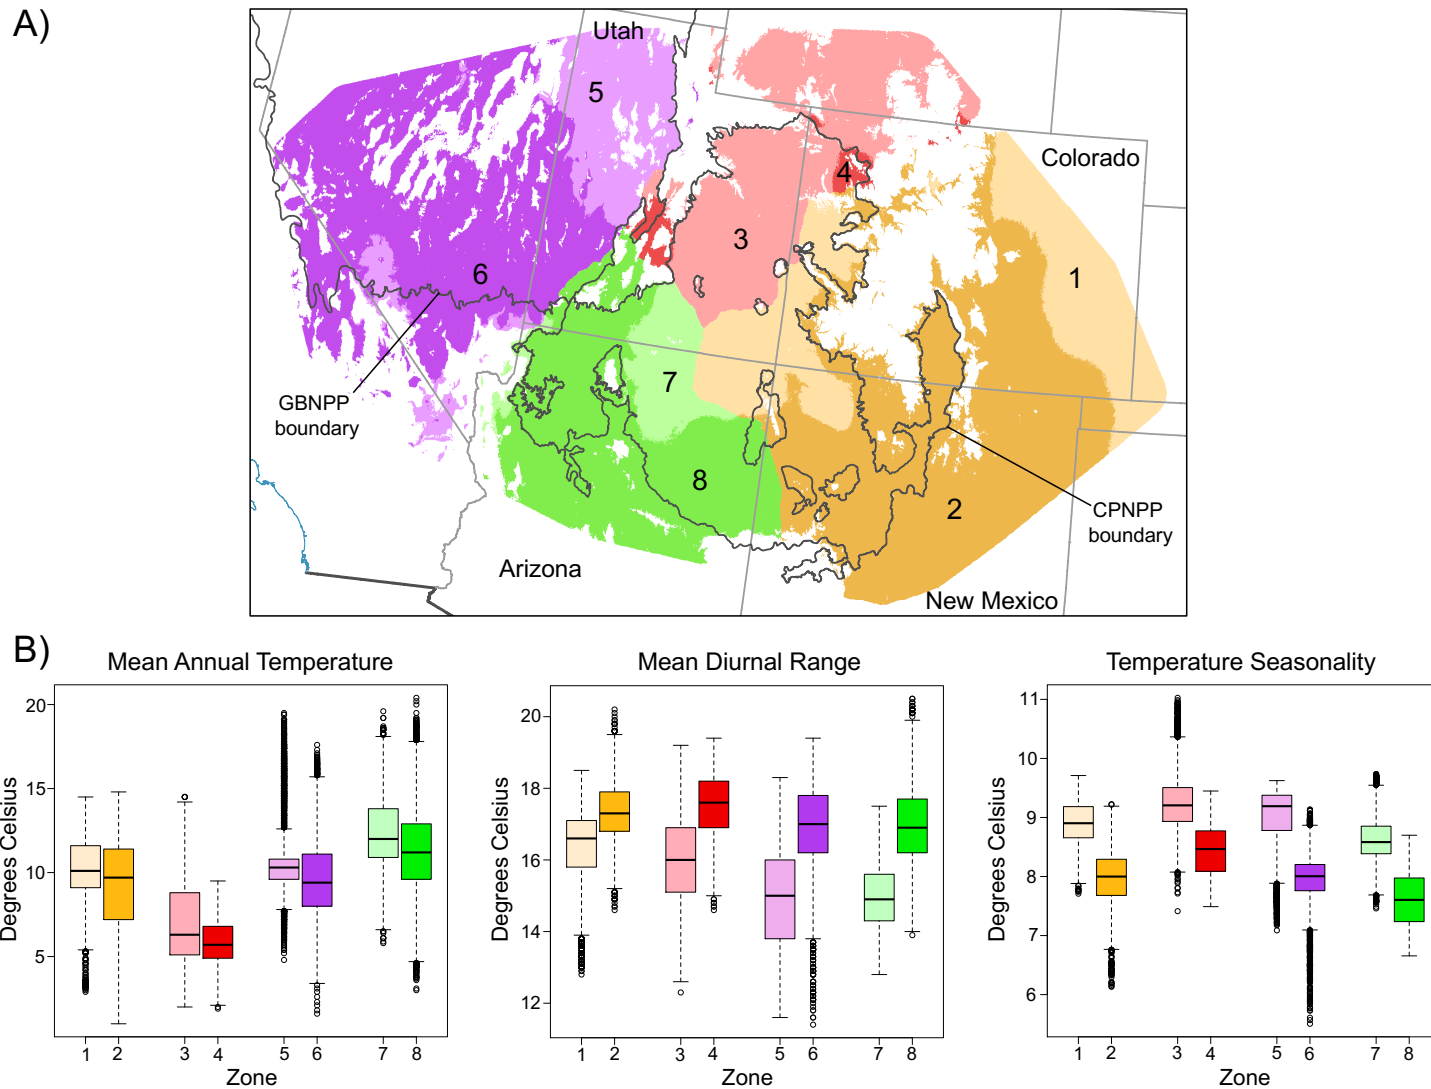 A)
Utah
5
Colorado
4
3
6
1
7
GBNPP
boundary
8
2
CPNPP
boundary
Arizona
New Mexico
B)
Mean Annual Temperature
Degrees Celsius
20
15
10
5
1 2 3 4 5 6 7 8
Zone
Mean Diurnal Range
Degrees Celsius
20
18
16
14
12
1 2 3 4 5 6 7 8
Zone
Temperature Seasonality
Degrees Celsius
11
10
9
8
7
6
1 2 3 4 5 6 7 8
Zone